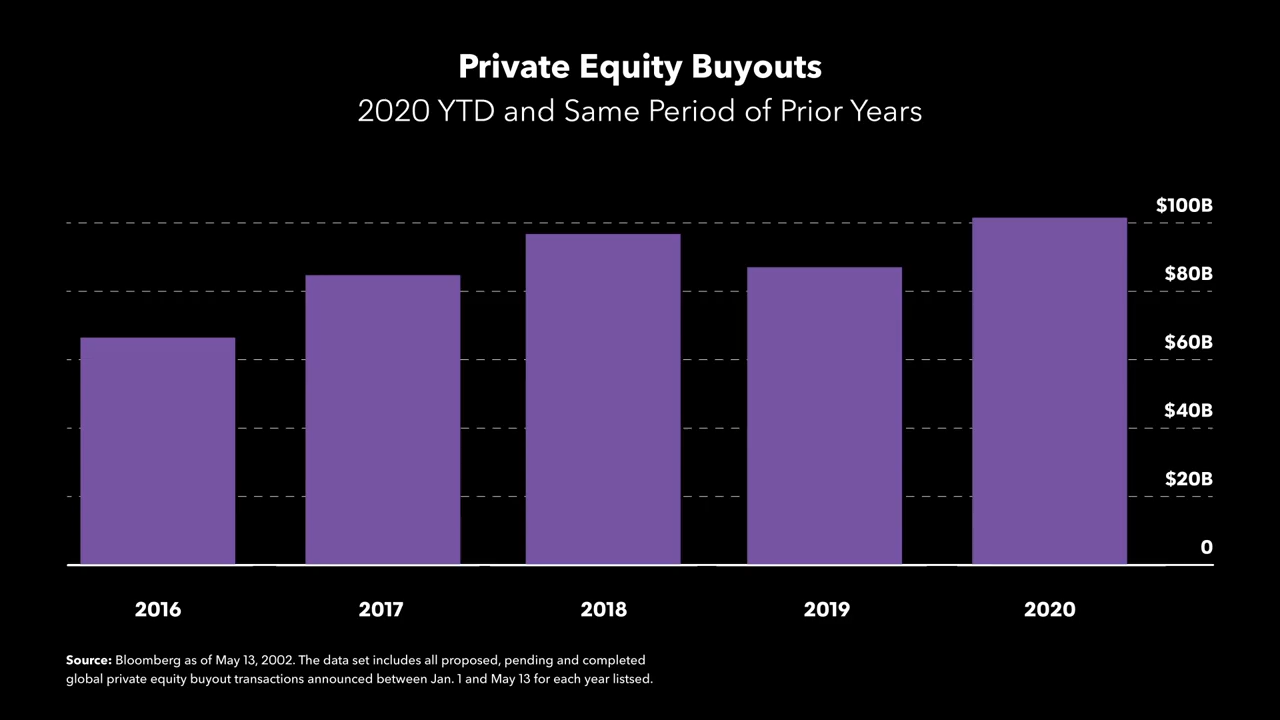 Private Equity Buyouts
2020 YTD and Same Period of Prior Years
$100B
$80B
$60B
$40B
$20B
0
2016 2017 2018 2019 2020
Source: Bloomberg as of May 13, 2002. The data set includes all proposed, pending and completed
global private equity buyout transactions announced between Jan. 1 and May 13 for each year listsed.